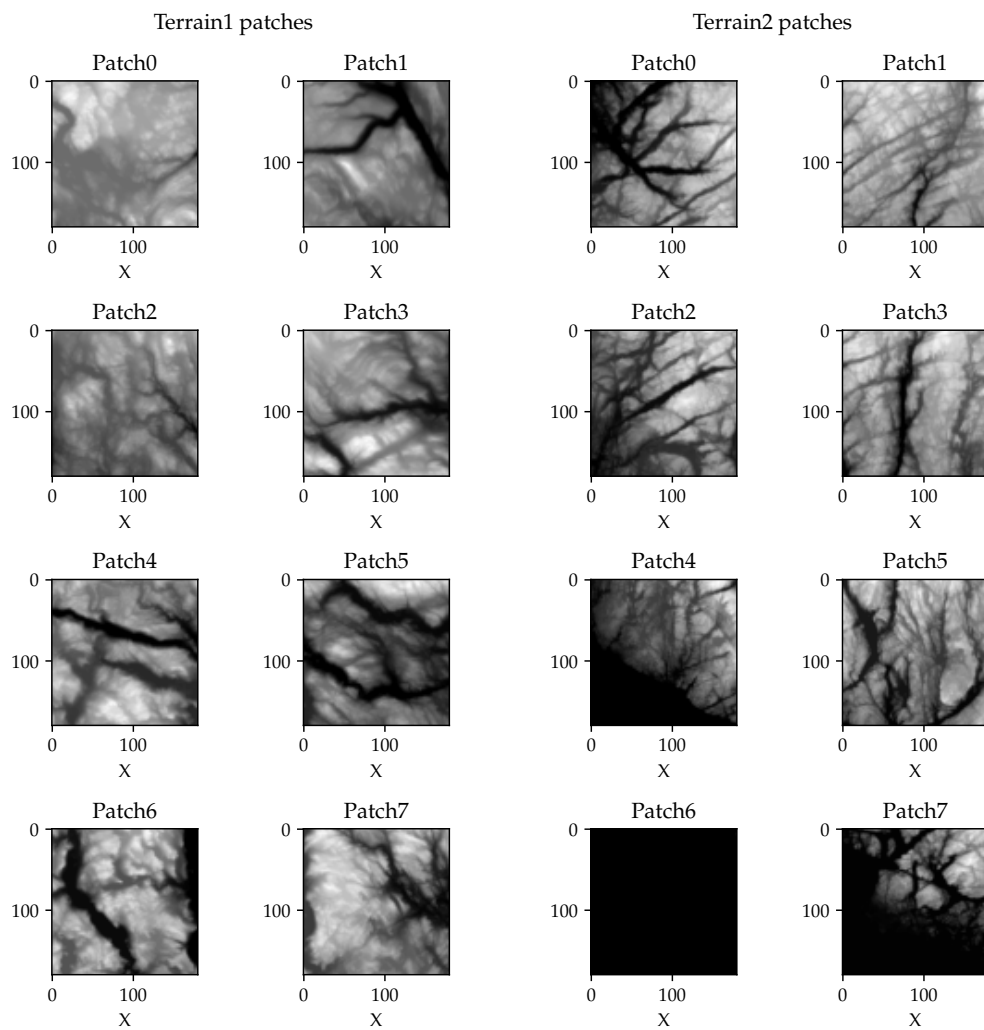 Terrain1 patches Terrain2 patches
Patch0 Patch1 Patch0 Patch1
0 0 0 0
100 100 100 100
0 100 0 100 0 100 0 100
X X X X
Patch2 Patch3 Patch2 Patch3
0 0 0 0
100 100 100 100
0 100 0 100 0 100 0 100
X X X X
Patch4 Patch5 Patch4 Patch5
0 0 0 0
100 100 100 100
0 100 0 100 0 100 0 100
X X X X
Patch6 Patch7 Patch6 Patch7
0 0 0 0
100 100 100 100
0 100 0 100 0 100 0 100
X X X X